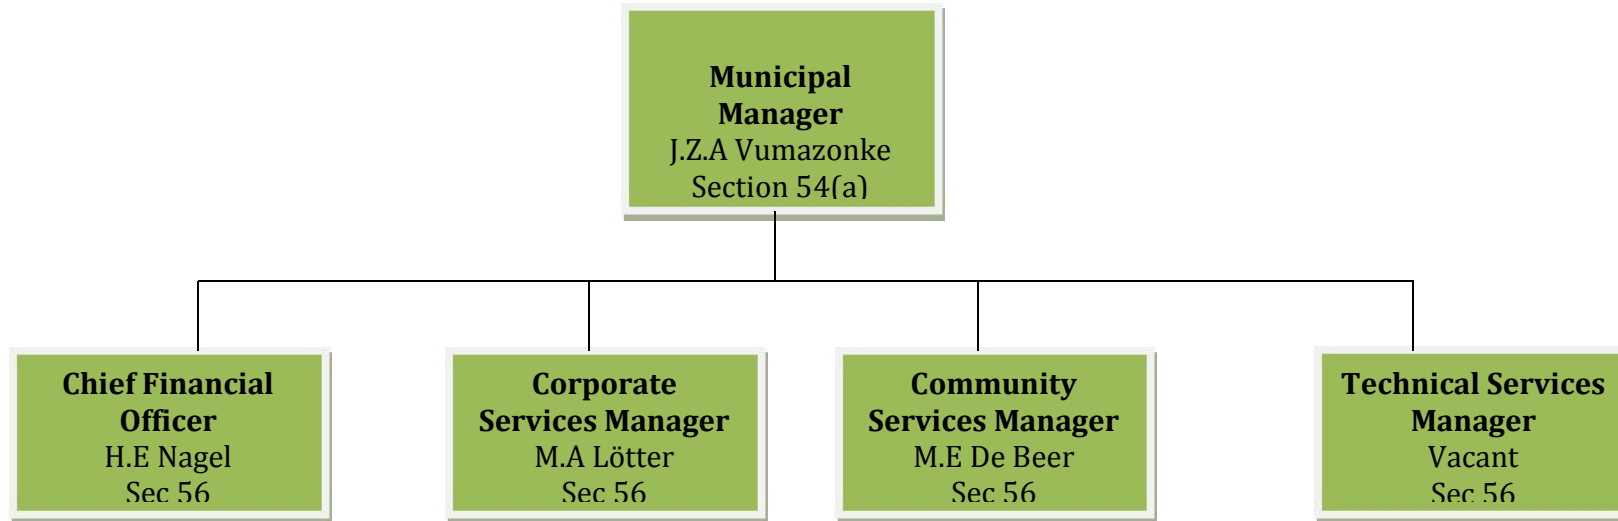 Municipal
Manager
J.Z.A Vumazonke
Section 54(a)
Chief Financial
Officer
H.E Nagel
Sec 56
Corporate
Services Manager
M.A Lötter
Sec 56
Community
Services Manager
M.E De Beer
Sec 56
Technical Services
Manager
Vacant
Sec 56